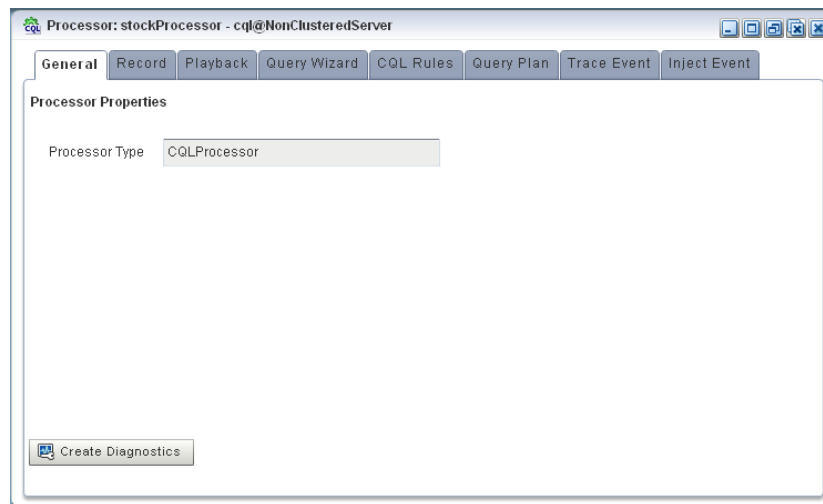 CQL Processor: stockProcessor - cql@NonClusteredServer
General Record Playback Query Wizard CQL Rules Query Plan Trace Event Inject Event
Processor Properties
Processor Type CQLProcessor
Create Diagnostics